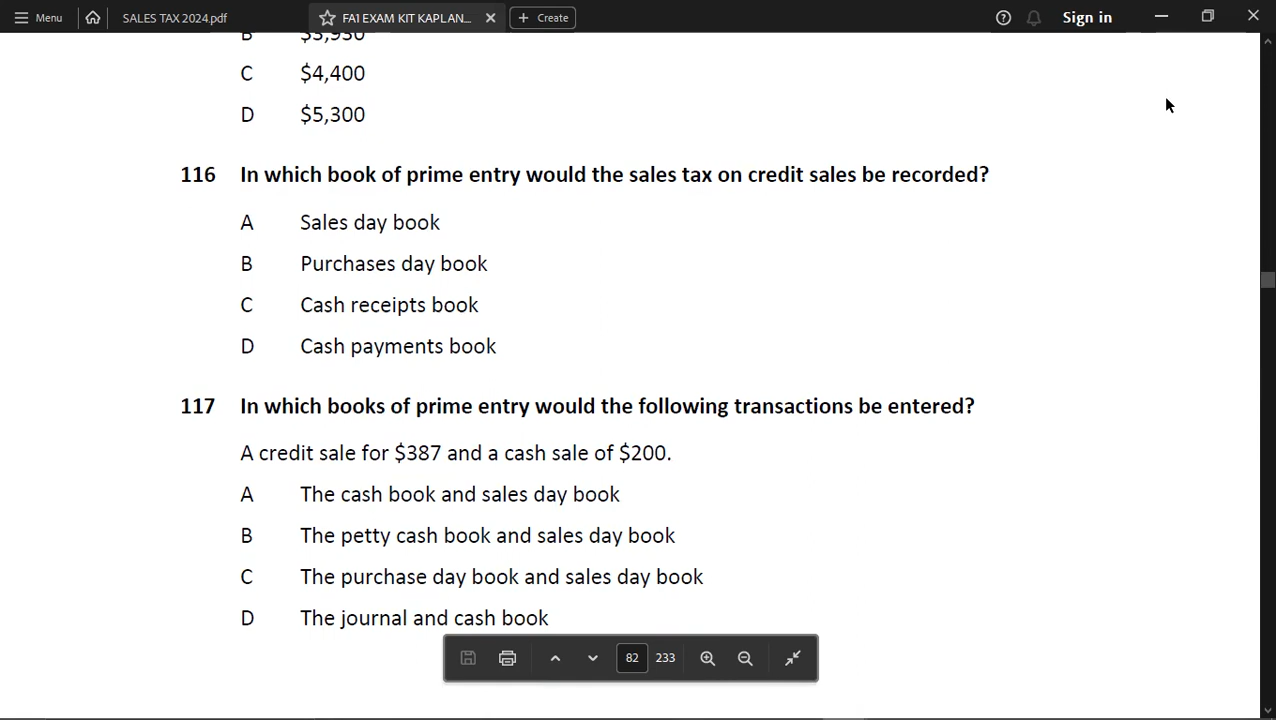 Menu
SALES TAX 2024.pdf
FA1 EXAM KIT KAPLAN...
Create
Sign in
B $3,930
C $4,400
D $5,300
116 In which book of prime entry would the sales tax on credit sales be recorded?
A Sales day book
B Purchases day book
C Cash receipts book
D Cash payments book
117 In which books of prime entry would the following transactions be entered?
A credit sale for $387 and a cash sale of $200.
A The cash book and sales day book
B The petty cash book and sales day book
C The purchase day book and sales day book
D The journal and cash book
82 233